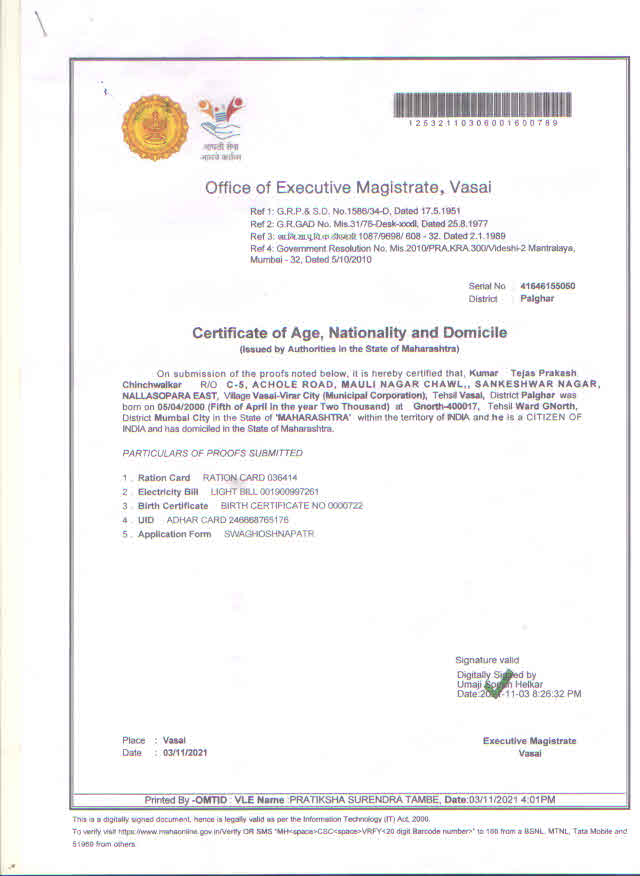 आपली सेवा
आमचे कर्तव्य
12532110306001600789
Office of Executive Magistrate, Vasai
Ref 1: G.R.P.& S.D. No.1586/34-D, Dated 17.5.1951
Ref 2: G.R.GAD No. Mis.31/76-Desk-xxxII, Dated 25.8.1977
Ref 3: 1087/9898/ 608 - 32. Dated 2.1.1989
Ref 4: Government Resolution No. Mis.2010/PRA.KRA.300/Videshi-2 Mantralaya,
Mumbai - 32, Dated 5/10/2010
Serial No : 41646155050
District : Palghar
Certificate of Age, Nationality and Domicile
(Issued by Authorities in the State of Maharashtra)
On submission of the proofs noted below, it is hereby certified that, Kumar Tejas Prakash
Chinchwalkar R/O C-5, ACHOLE ROAD, MAULI NAGAR CHAWL,, SANKESHWAR NAGAR,
NALLASOPARA EAST, Village Vasai-Virar City (Municipal Corporation), Tehsil Vasai, District Palghar was
born on 05/04/2000 (Fifth of April in the year Two Thousand) at Gnorth-400017, Tehsil Ward GNorth,
District Mumbai City in the State of 'MAHARASHTRA' within the territory of INDIA and he is a CITIZEN OF
INDIA and has domiciled in the State of Maharashtra.
PARTICULARS OF PROOFS SUBMITTED
1 . Ration Card RATION CARD 036414
2 . Electricity Bill LIGHT BILL 001900997261
3 . Birth Certificate BIRTH CERTIFICATE NO 0000722
4 . UID ADHAR CARD 246668765176
5 . Application Form SWAGHOSHNAPATR
Signature valid
Digitally Signed by
Umaji Helkar
Date:2021-11-03 8:26:32 PM
Place : Vasai
Date : 03/11/2021
Executive Magistrate
Vasai
Printed By -OMTID : VLE Name :PRATIKSHA SURENDRA TAMBE, Date:03/11/2021 4:01PM
This is a digitally signed document, hence is legally valid as per the Information Technology (IT) Act, 2000.
To verify visit https://www.mahaonline.gov.in/Verify OR SMS "MH<space>CSC<space>VRFY<20 digit Barcode number>" to 166 from a BSNL, MTNL, Tata Mobile and
51969 from others.